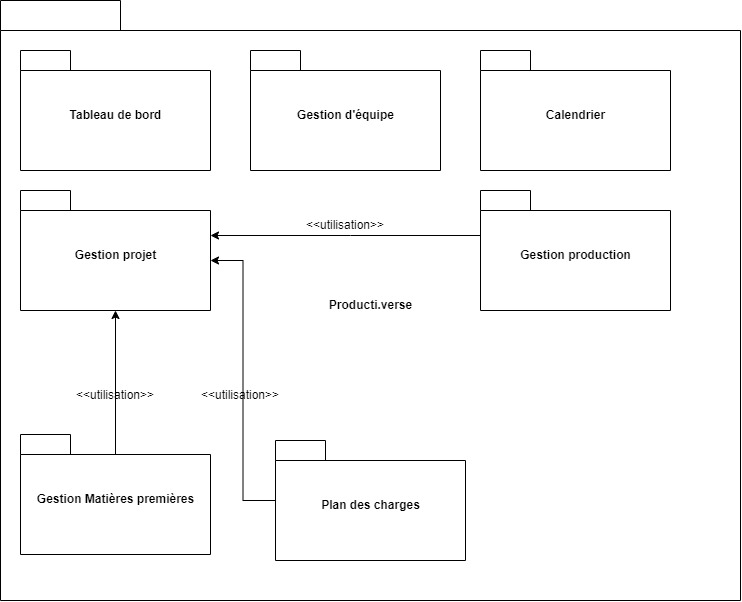 Tableau de bord
Gestion d'équipe
Calendrier
<<utilisation>>
Gestion projet
Gestion production
Producti.verse
<<utilisation>>
<<utilisation>>
Gestion Matières premières
Plan des charges